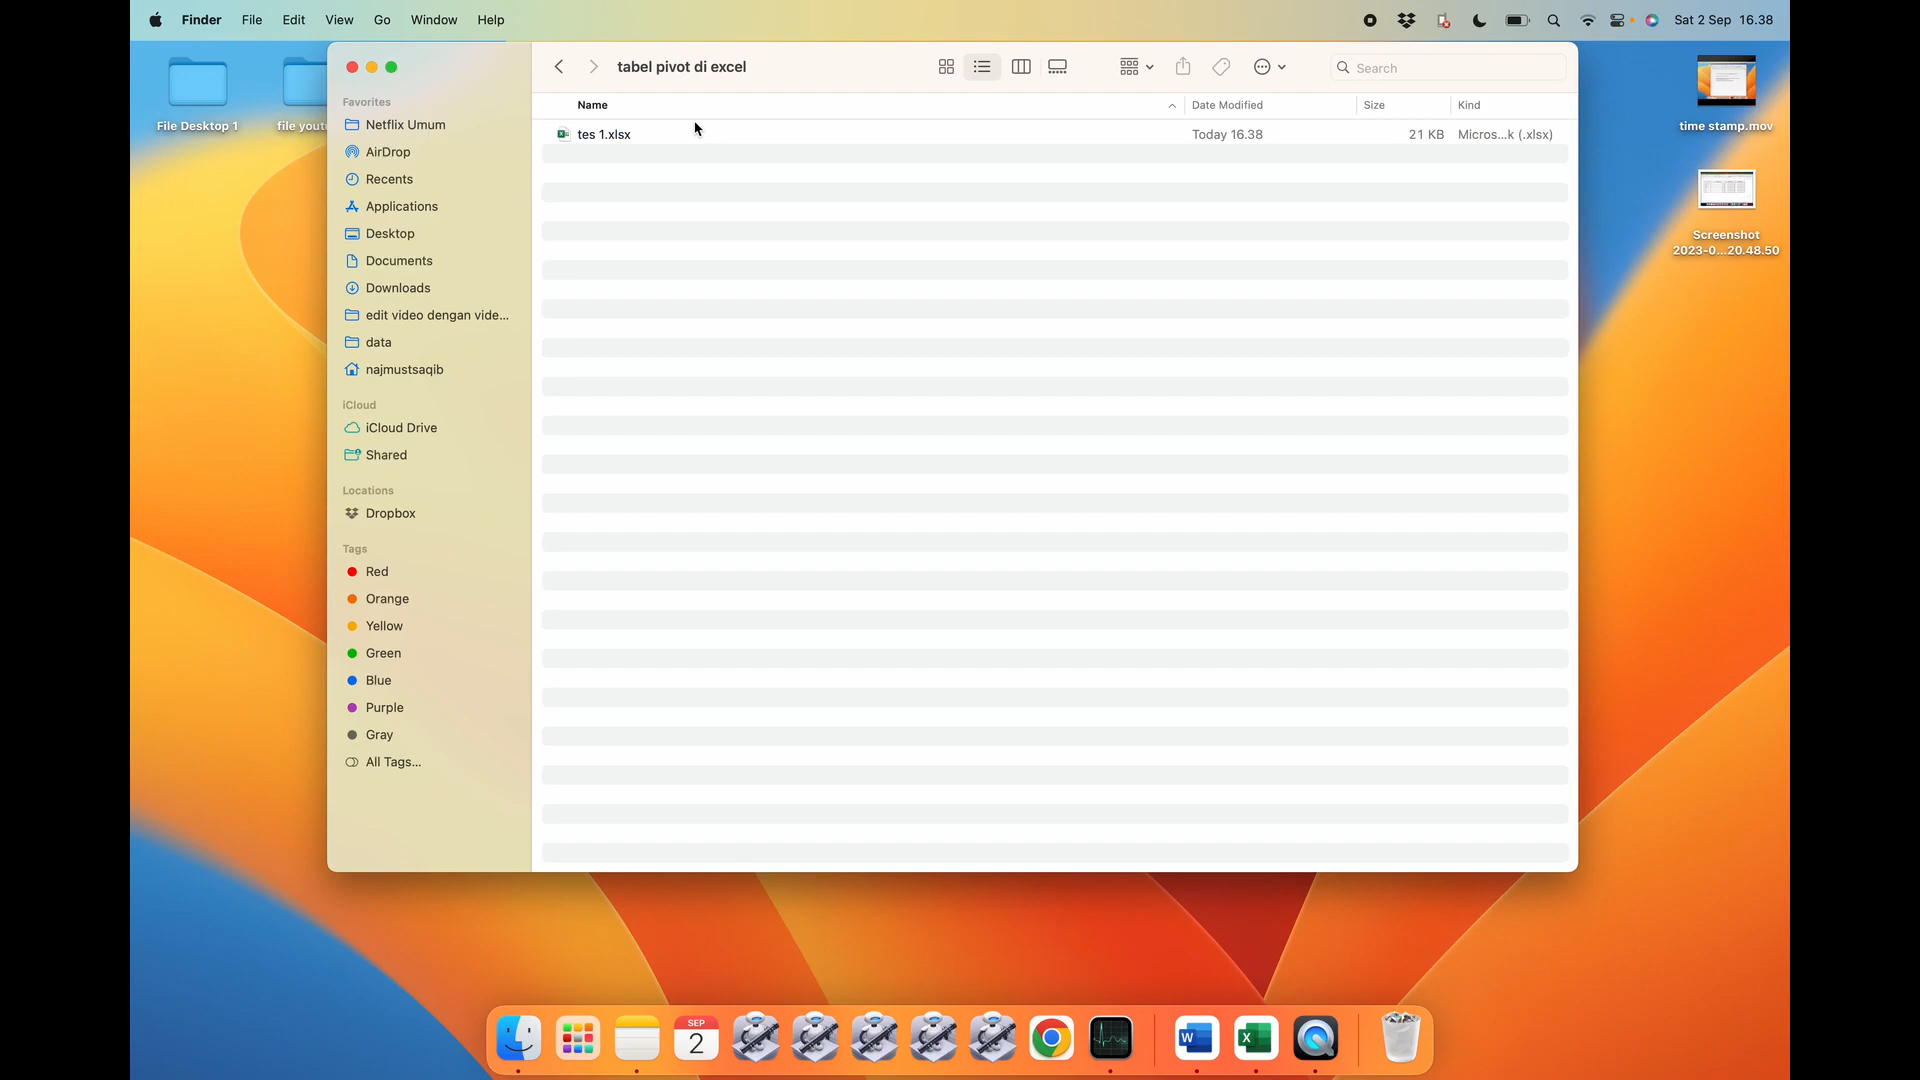 Finder File Edit View Go Window Help Sat 2 Sep 16.38
File Desktop 1
file yout
tabel pivot di excel
Search
Favorites
Netflix Umum
AirDrop
Recents
Applications
Desktop
Documents
Downloads
edit video dengan vide...
data
najmustsaqib
iCloud
iCloud Drive
Shared
Locations
Dropbox
Tags
Red
Orange
Yellow
Green
Blue
Purple
Gray
All Tags...
Name Date Modified Size Kind
tes 1.xlsx Today 16.38 21 KB Micros...k (.xlsx)
time stamp.mov
Screenshot
2023-0...20.48.50
SEP
2
W
X